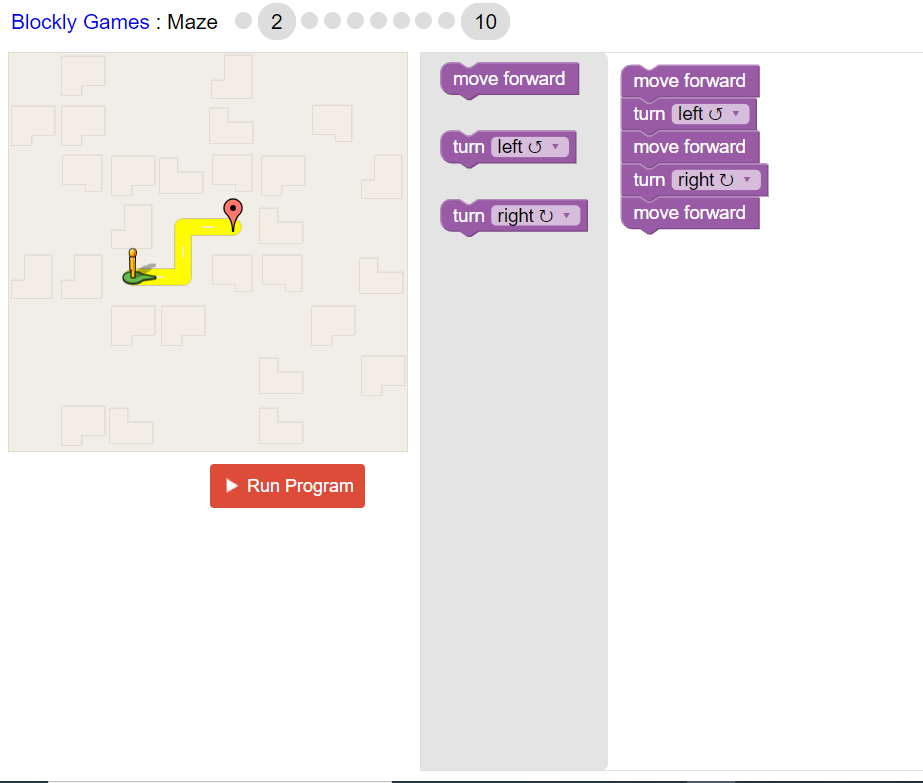 Blockly Games : Maze 2 10
move forward
turn left ↺ ▾
turn right ↻ ▾
move forward
turn left ↺ ▾
move forward
turn right ↻ ▾
move forward
Run Program